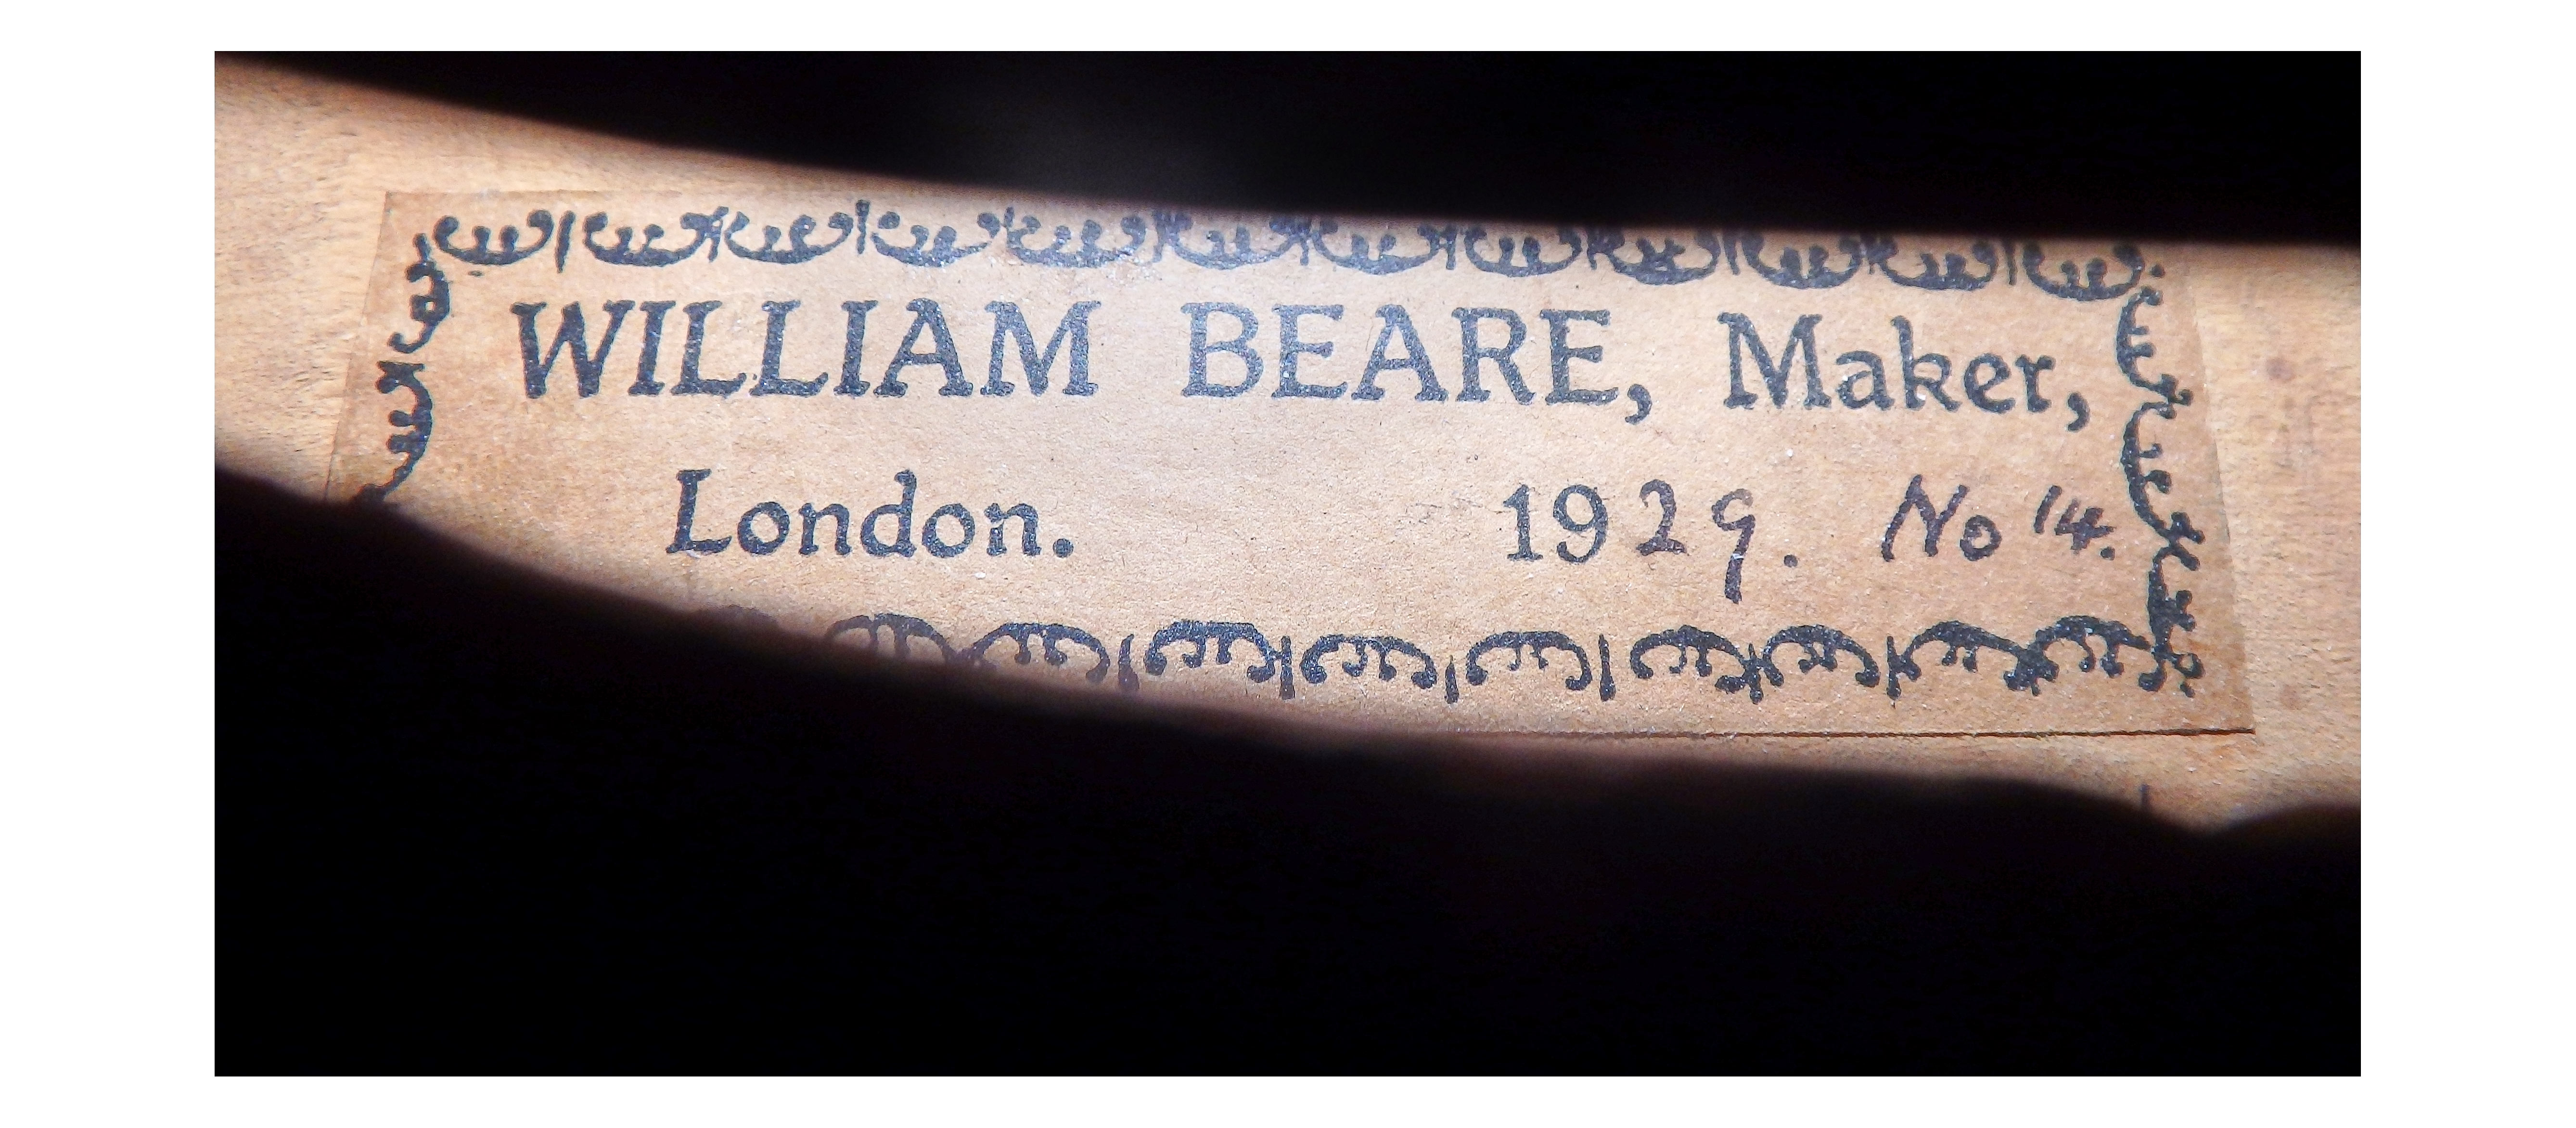 WILLIAM BEARE, Maker,
London. 1929. No 14.